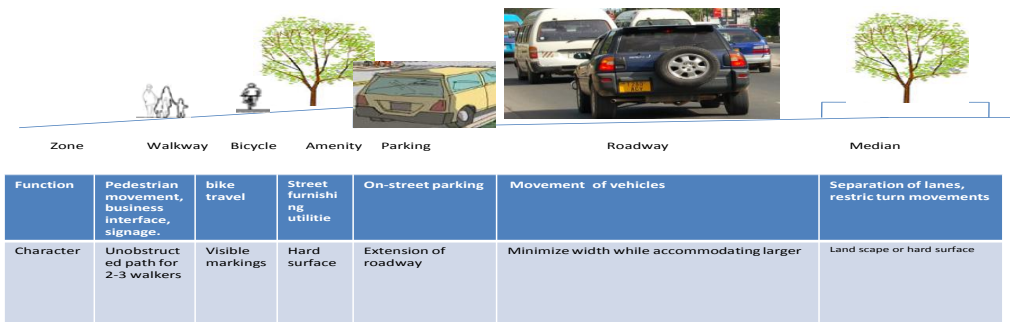 Zone Walkway Bicycle Amenity Parking Roadway Median
Function
Pedestrian
movement,
business
interface,
signage.
bike
travel
Street
furnishi
ng
utilitie
On-street parking
Movement of vehicles
Separation of lanes,
restric turn movements
Character
Unobstruct
ed path for
2-3 walkers
Visible
markings
Hard
surface
Extension of
roadway
Minimize width while accommodating larger
Land scape or hard surface